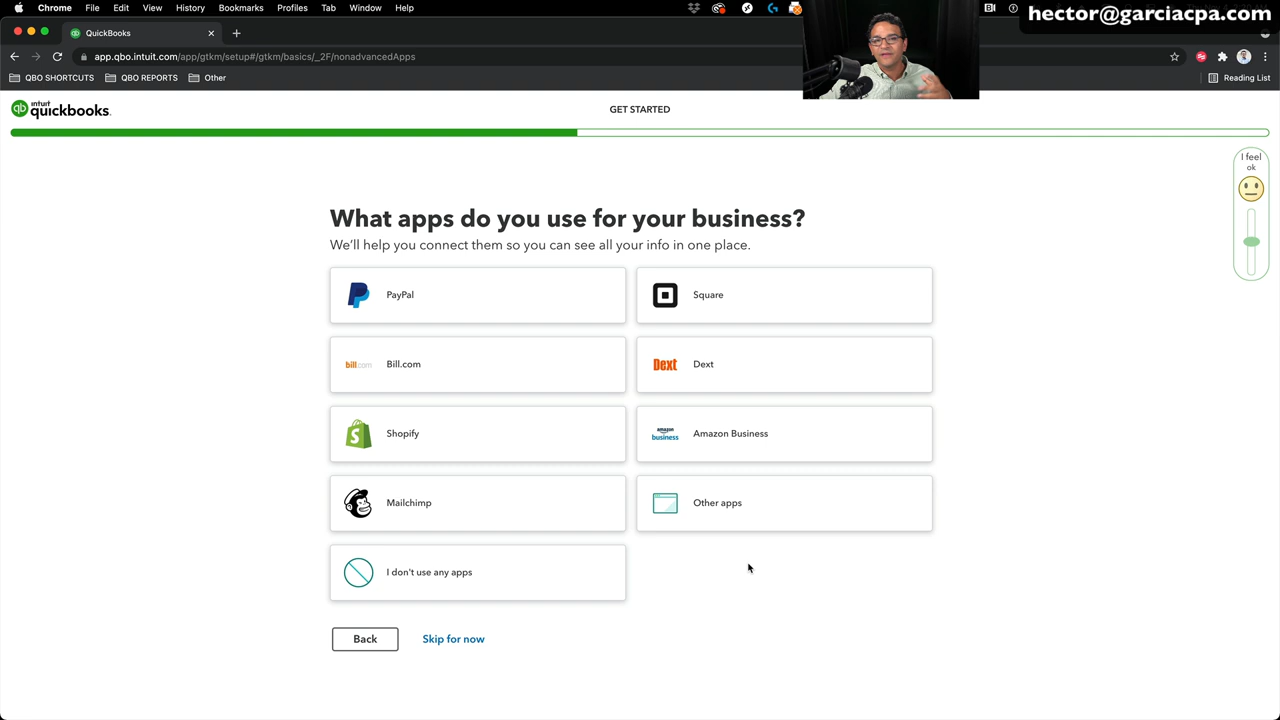 Chrome File Edit View History Bookmarks Profiles Tab Window Help
hector@garciacpa.com
QuickBooks
app.qbo.intuit.com/app/gtkm/setup#/gtkm/basics/_2F/nonadvancedApps
QBO SHORTCUTS QBO REPORTS Other Reading List
intuit quickbooks.
GET STARTED
I feel
ok
What apps do you use for your business?
We'll help you connect them so you can see all your info in one place.
PayPal Square
bill.com Bill.com Dext Dext
Shopify amazon business Amazon Business
Mailchimp Other apps
I don't use any apps
Back Skip for now